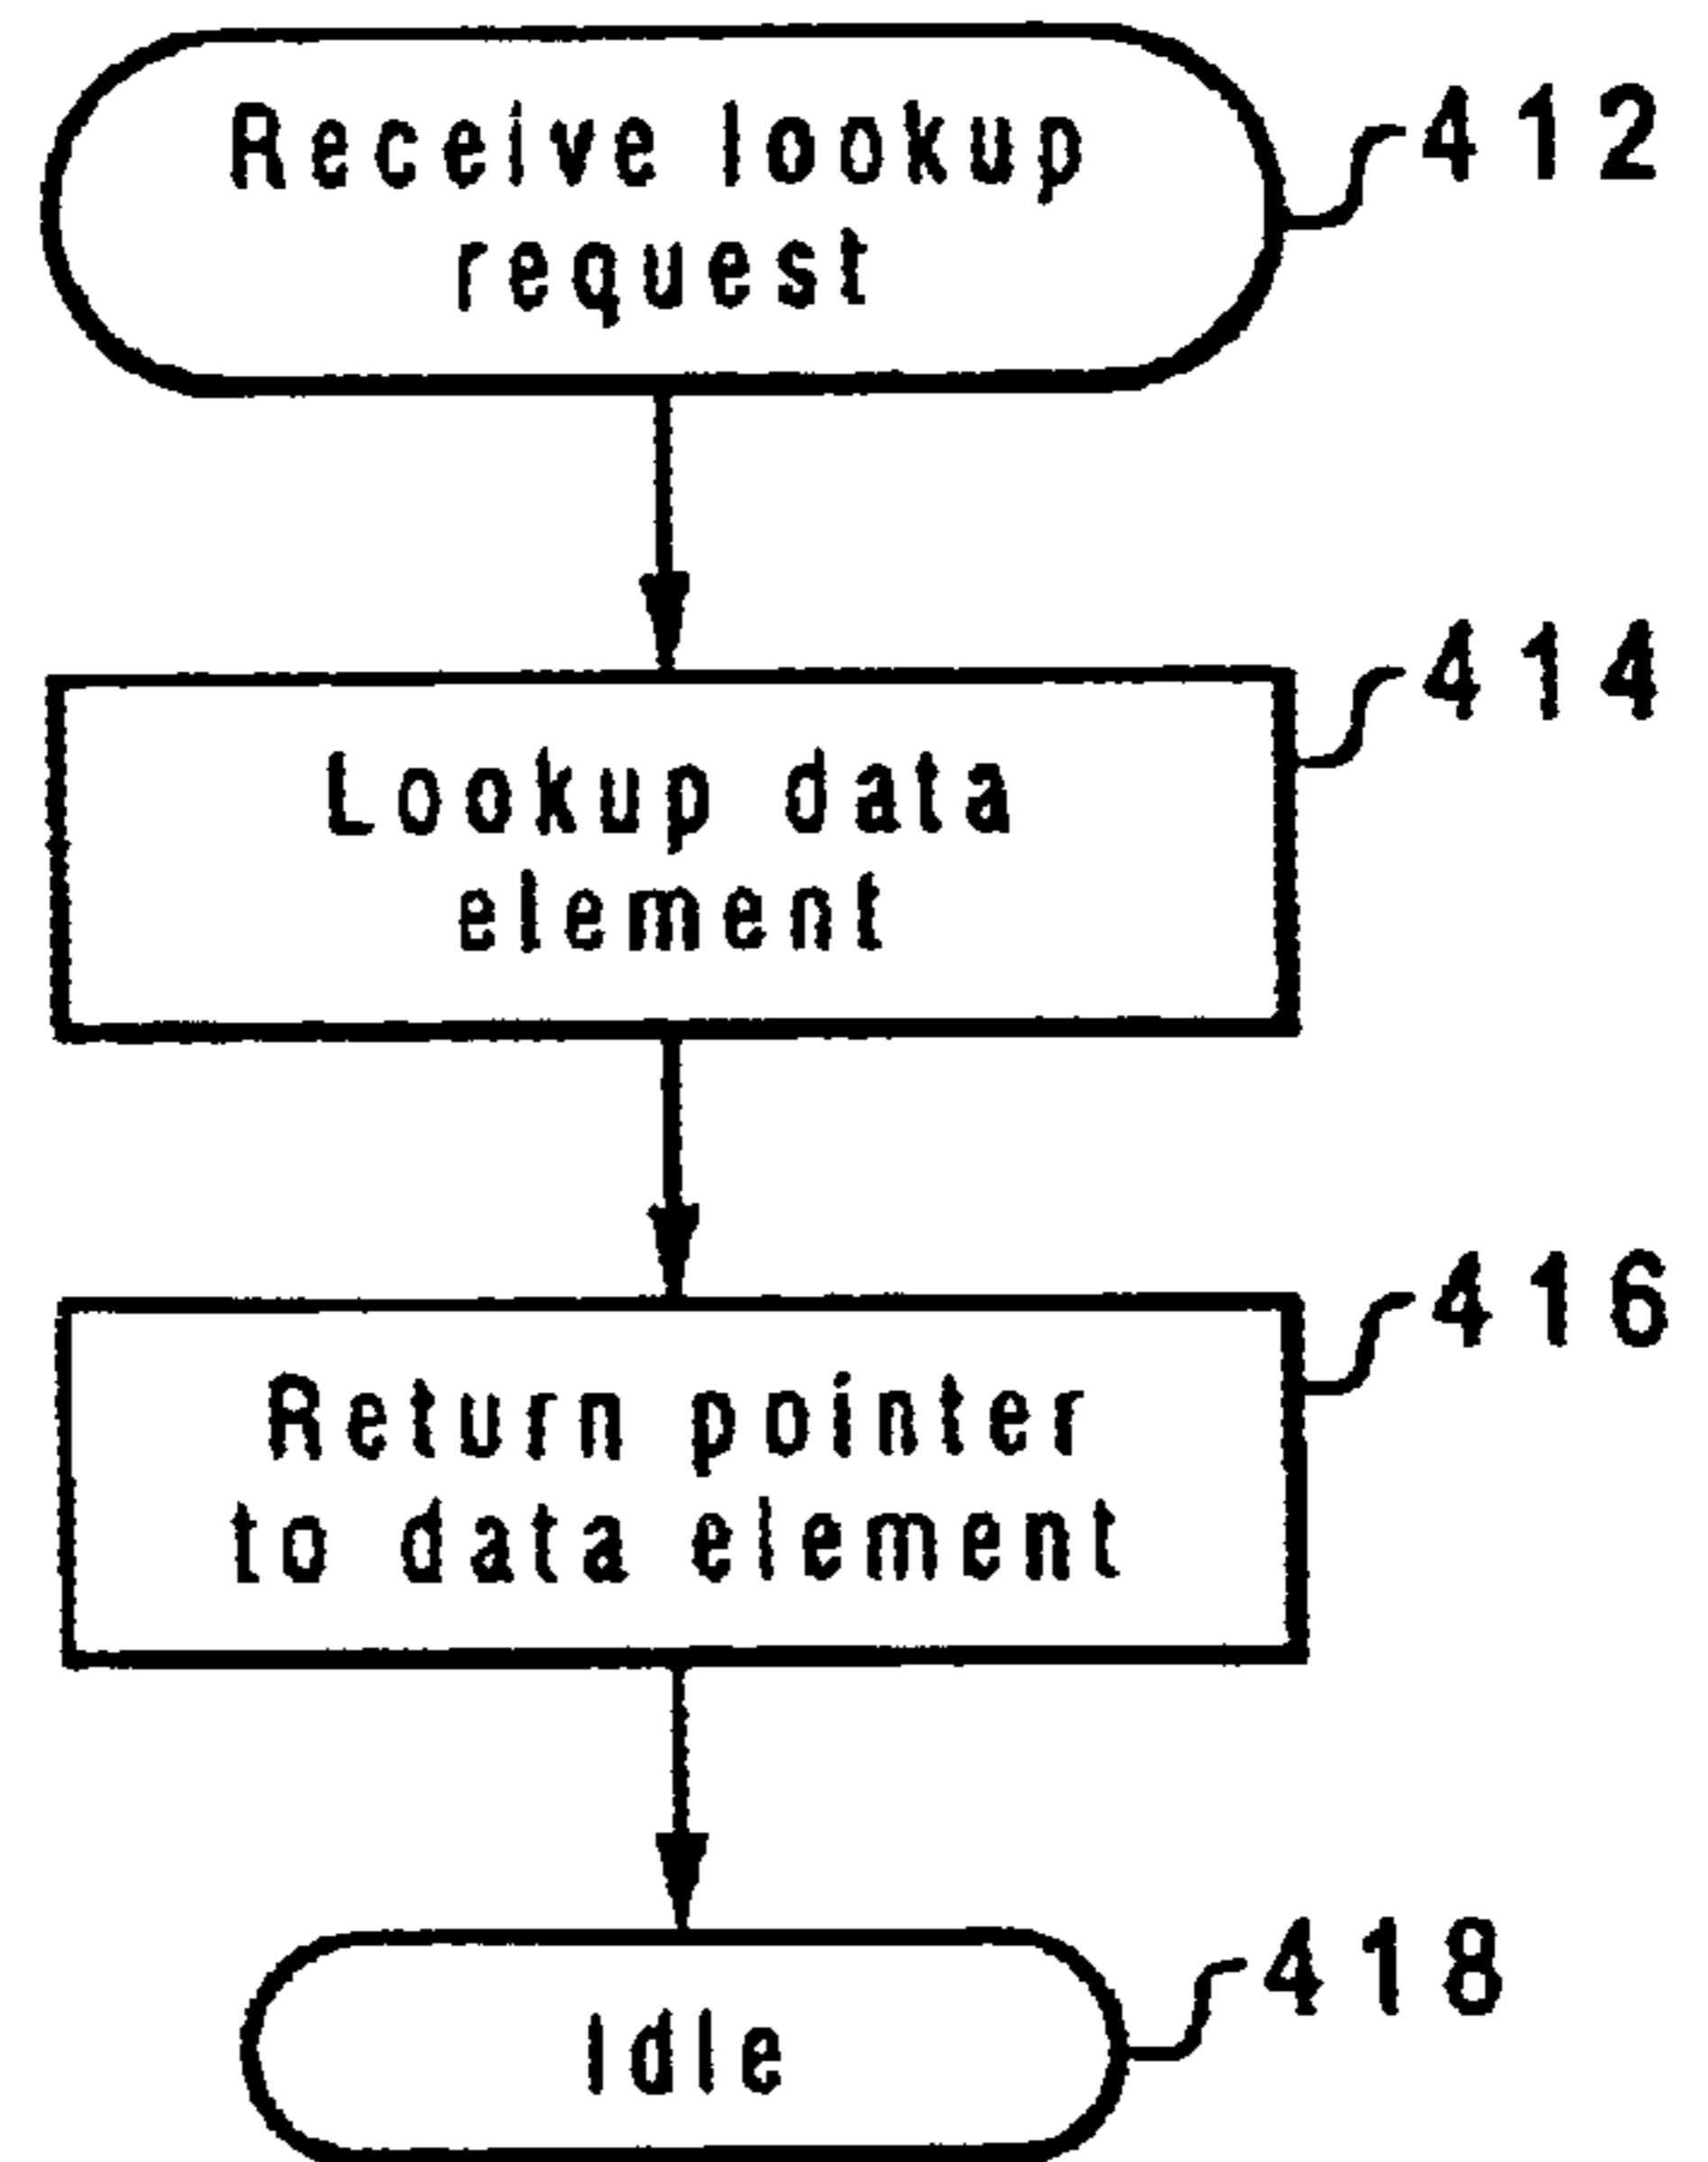 Receive lookup
request
412
Lookup data
element
414
Return pointer
to data element
416
Idle
418